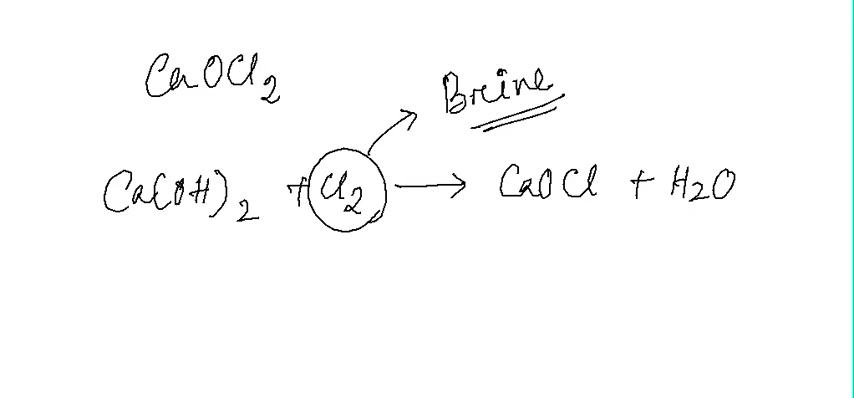 CaOCl2
Brine
Ca(OH)2 + Cl2 → CaOCl + H2O